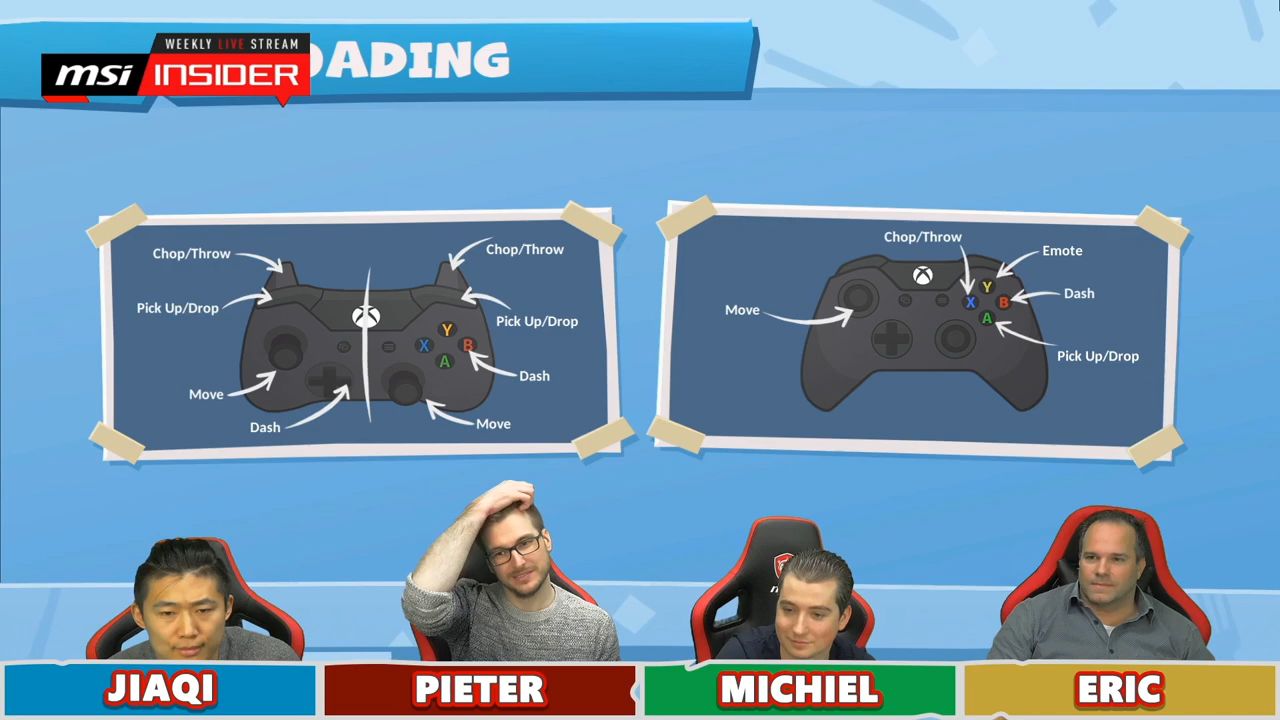 WEEKLY LIVE STREAM
msi INSIDER
OADING
Chop/Throw
Chop/Throw
Pick Up/Drop
Pick Up/Drop
Y
X
B
A
Move
Dash
Dash
Move
Chop/Throw
Emote
Y
Move
X
B
Dash
A
Pick Up/Drop
JIAQI
PIETER
MICHIEL
ERIC